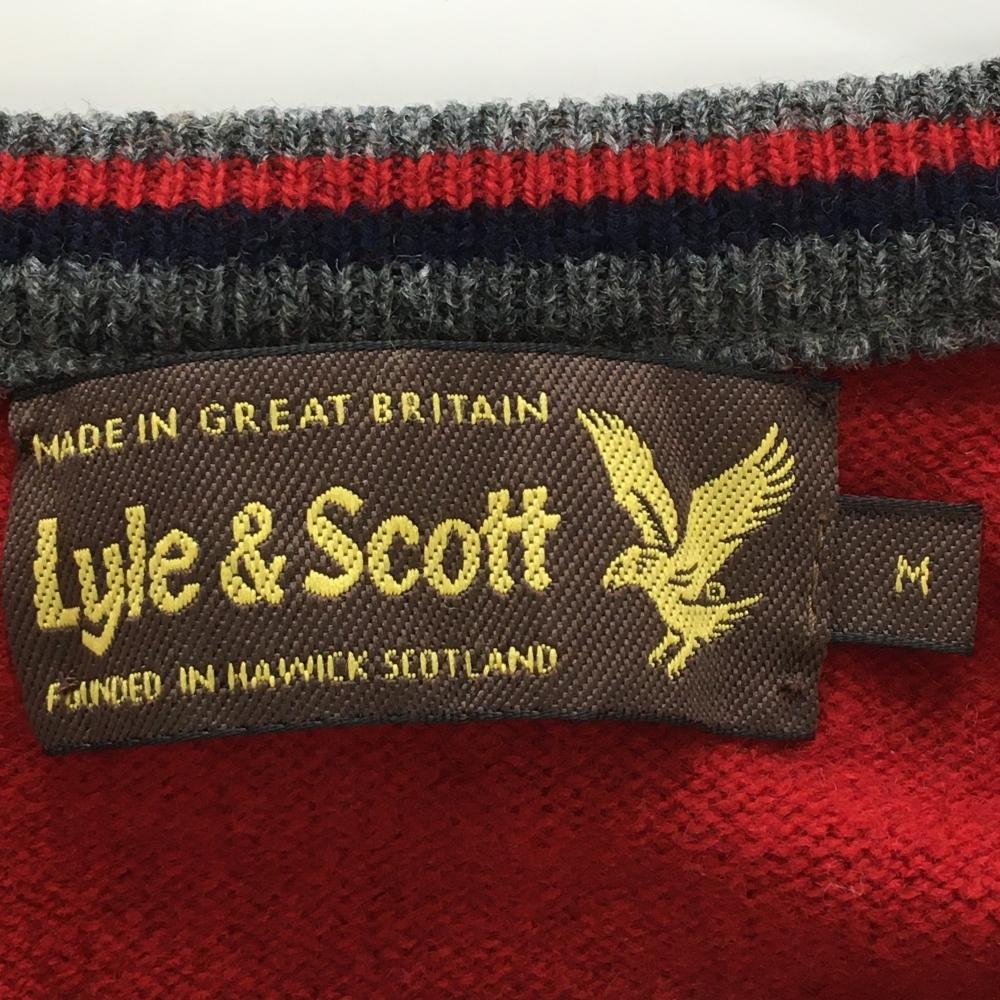 MADE IN GREAT BRITAIN
Lyle & Scott
FOUNDED IN HAWICK SCOTLAND
M